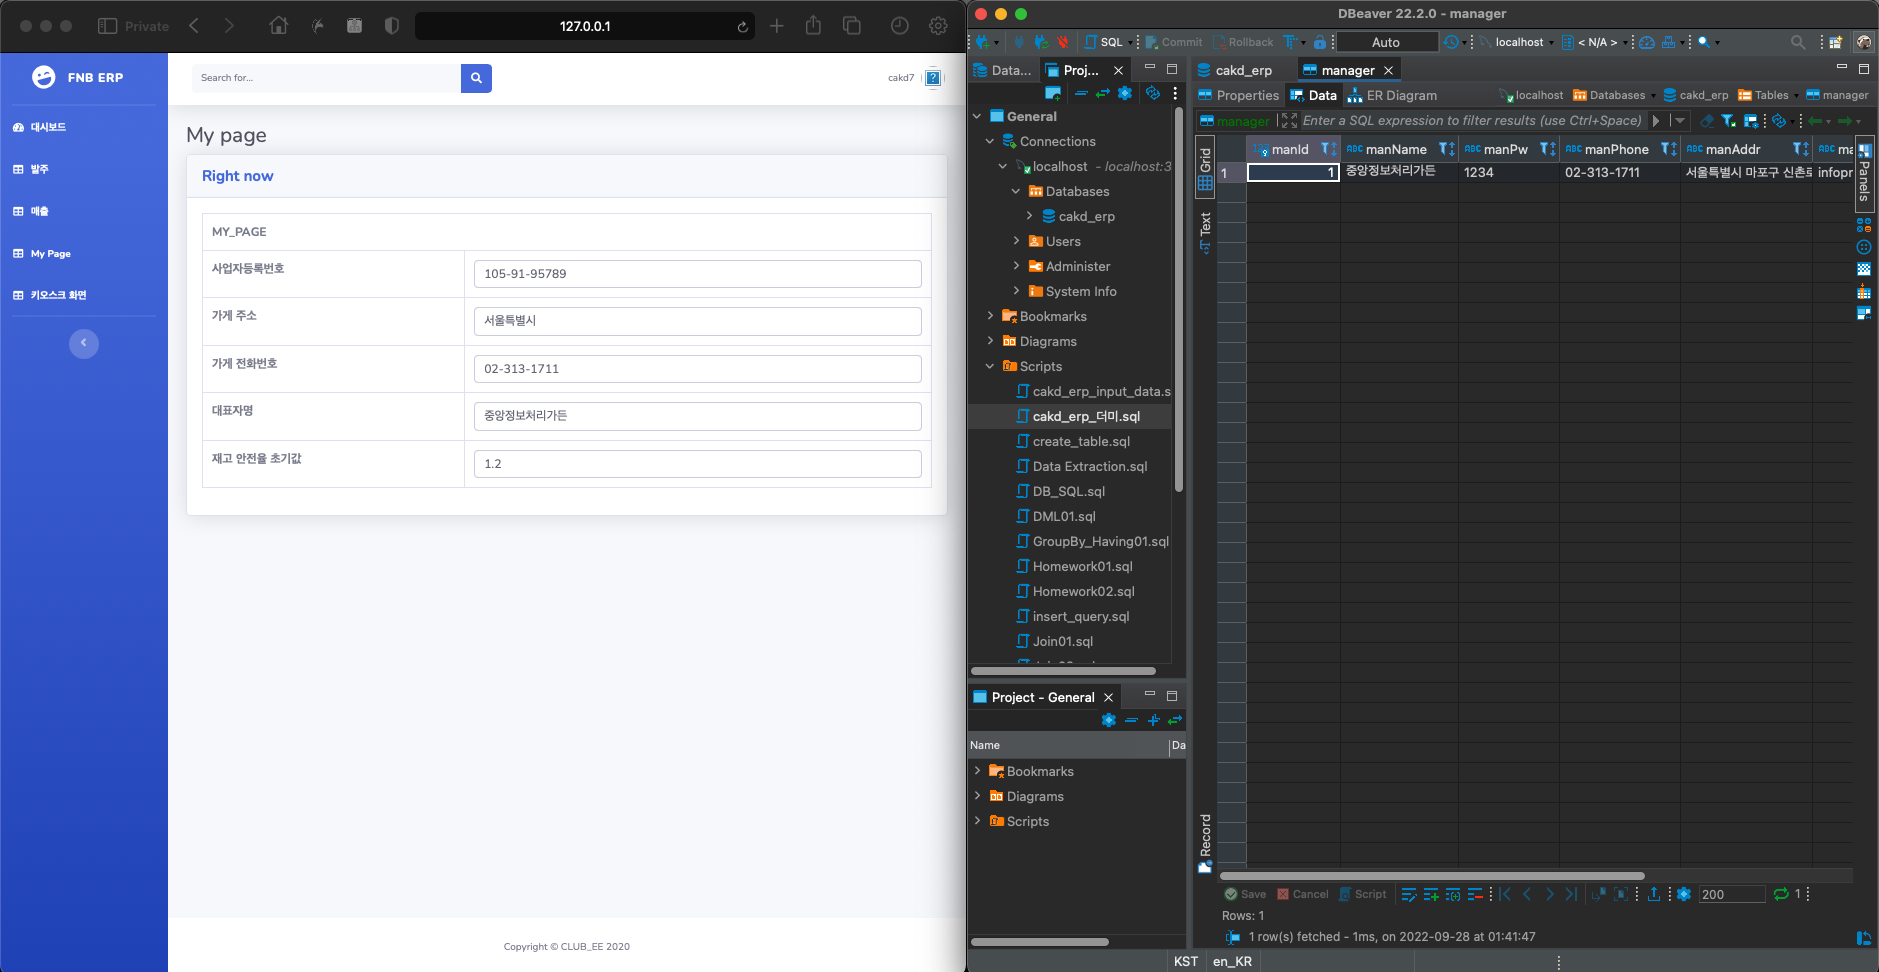 Private
127.0.0.1
FNB ERP
대시보드
발주
매출
My Page
키오스크 화면
Search for...
cakd7
My page
Right now
MY_PAGE
사업자등록번호
105-91-95789
가게 주소
서울특별시
가게 전화번호
02-313-1711
대표자명
중앙정보처리가든
재고 안전율 초기값
1.2
Copyright © CLUB_EE 2020
DBeaver 22.2.0 - manager
SQL
Commit
Rollback
Auto
localhost
< N/A >
Data...
Proj...
General
Connections
localhost - localhost:3
Databases
cakd_erp
Users
Administer
System Info
Bookmarks
Diagrams
Scripts
cakd_erp_input_data.s
cakd_erp_더미.sql
create_table.sql
Data Extraction.sql
DB_SQL.sql
DML01.sql
GroupBy_Having01.sql
Homework01.sql
Homework02.sql
insert_query.sql
Join01.sql
Project - General
Name
Da
Bookmarks
Diagrams
Scripts
cakd_erp
manager
Properties
Data
ER Diagram
localhost
Databases
cakd_erp
Tables
manager
manager
Enter a SQL expression to filter results (use Ctrl+Space)
Grid
Text
Record
manId
manName
manPw
manPhone
manAddr
ma
1
1
중앙정보처리가든
1234
02-313-1711
서울특별시 마포구 신촌로
infopr
Panels
Save
Cancel
Script
200
1
Rows: 1
1 row(s) fetched - 1ms, on 2022-09-28 at 01:41:47
KST
en_KR